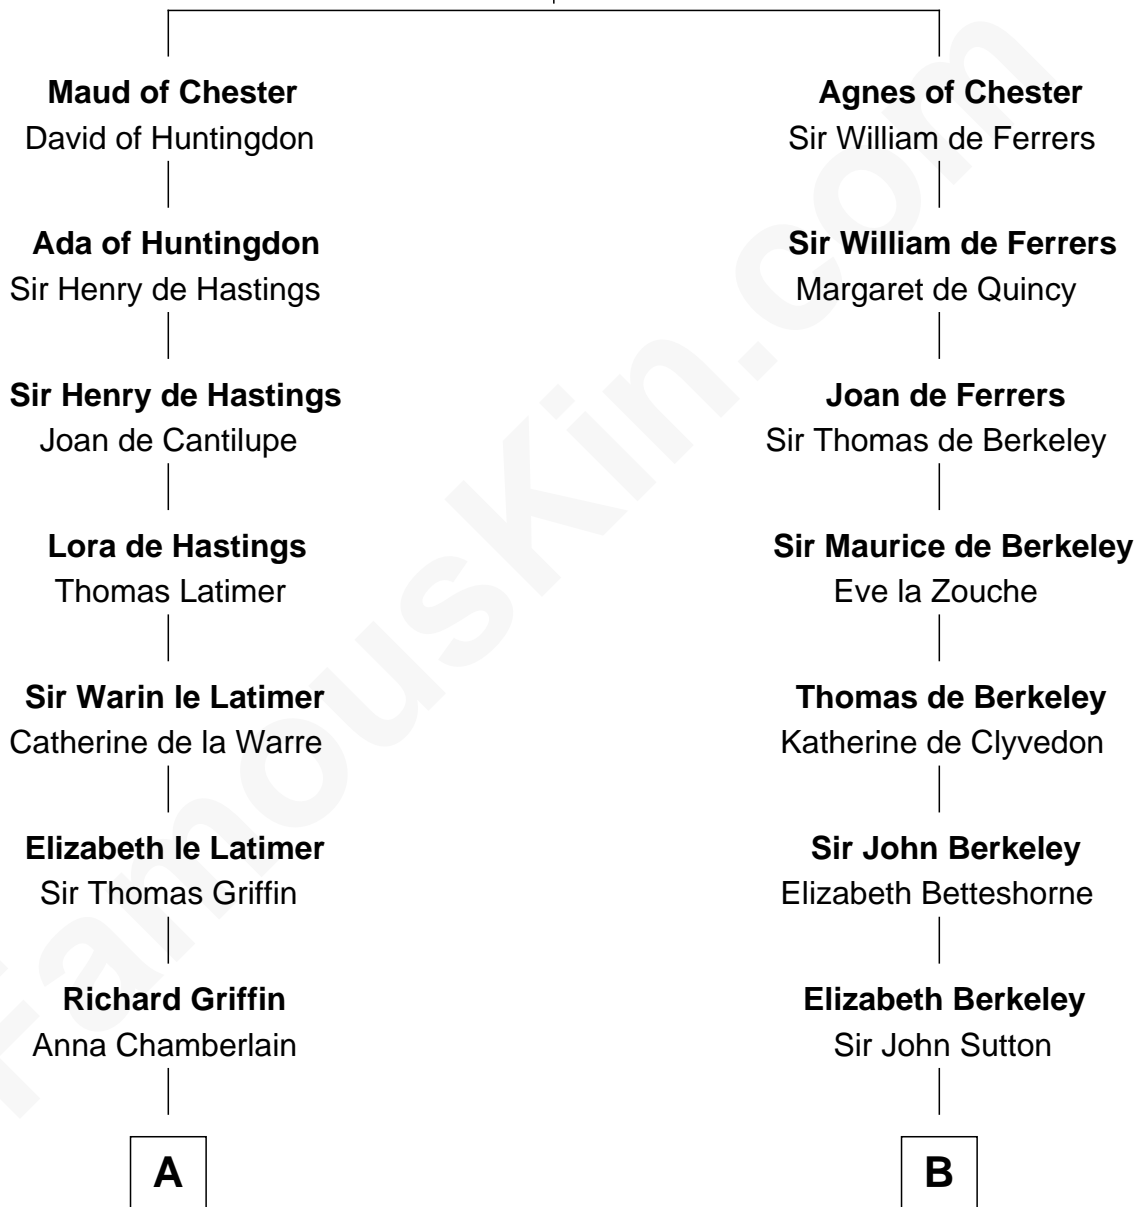 Maud of Chester
David of Huntingdon
Ada of Huntingdon
Sir Henry de Hastings
Sir Henry de Hastings
Joan de Cantilupe
Lora de Hastings
Thomas Latimer
Sir Warin le Latimer
Catherine de la Warre
Elizabeth le Latimer
Sir Thomas Griffin
Richard Griffin
Anna Chamberlain
A
Agnes of Chester
Sir William de Ferrers
Sir William de Ferrers
Margaret de Quincy
Joan de Ferrers
Sir Thomas de Berkeley
Sir Maurice de Berkeley
Eve la Zouche
Thomas de Berkeley
Katherine de Clyvedon
Sir John Berkeley
Elizabeth Betteshorne
Elizabeth Berkeley
Sir John Sutton
B
FamousKin.com